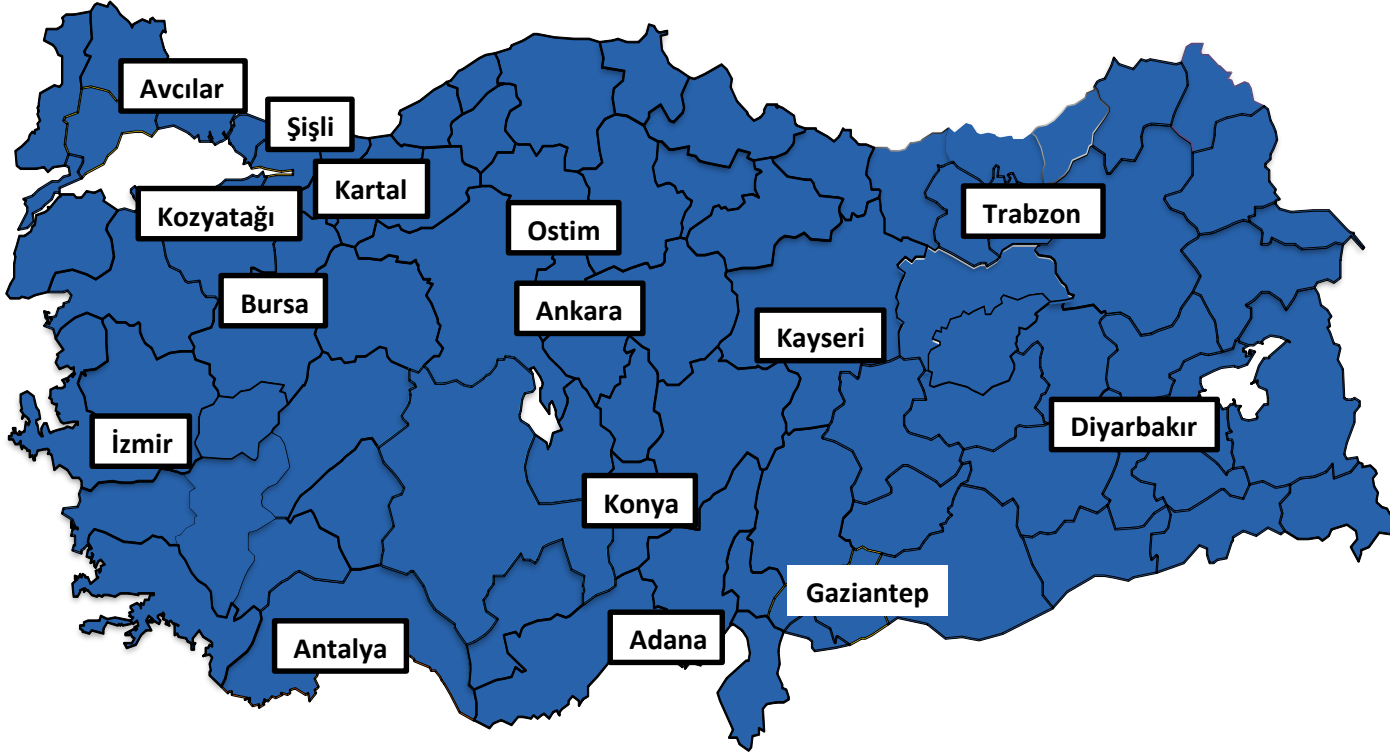 Avcılar
Şişli
Kartal
Kozyatağı
Ostim
Trabzon
Bursa
Ankara
Kayseri
İzmir
Diyarbakır
Konya
Gaziantep
Antalya
Adana